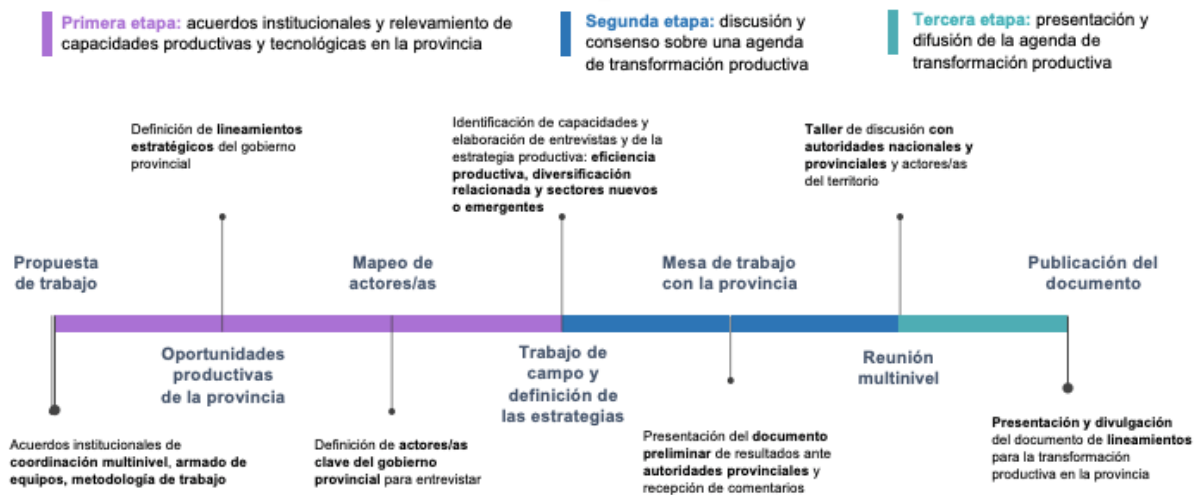 Primera etapa: acuerdos institucionales y relevamiento de
capacidades productivas y tecnológicas en la provincia
Segunda etapa: discusión y
consenso sobre una agenda
de transformación productiva
Tercera etapa: presentación y
difusión de la agenda de
transformación productiva
Definición de lineamientos
estratégicos del gobierno
provincial
Identificación de capacidades y
elaboración de entrevistas y de la
estrategia productiva: eficiencia
productiva, diversificación
relacionada y sectores nuevos
o emergentes
Taller de discusión con
autoridades nacionales y
provinciales y actores/as
del territorio
Propuesta
de trabajo
Mapeo de
actores/as
Mesa de trabajo
con la provincia
Publicación del
documento
Oportunidades
productivas
de la provincia
Trabajo de
campo y
definición de
las estrategias
Reunión
multinivel
Acuerdos institucionales de
coordinación multinivel, armado de
equipos, metodología de trabajo
Definición de actores/as
clave del gobierno
provincial para entrevistar
Presentación del documento
preliminar de resultados ante
autoridades provinciales y
recepción de comentarios
Presentación y divulgación
del documento de lineamientos
para la transformación
productiva en la provincia